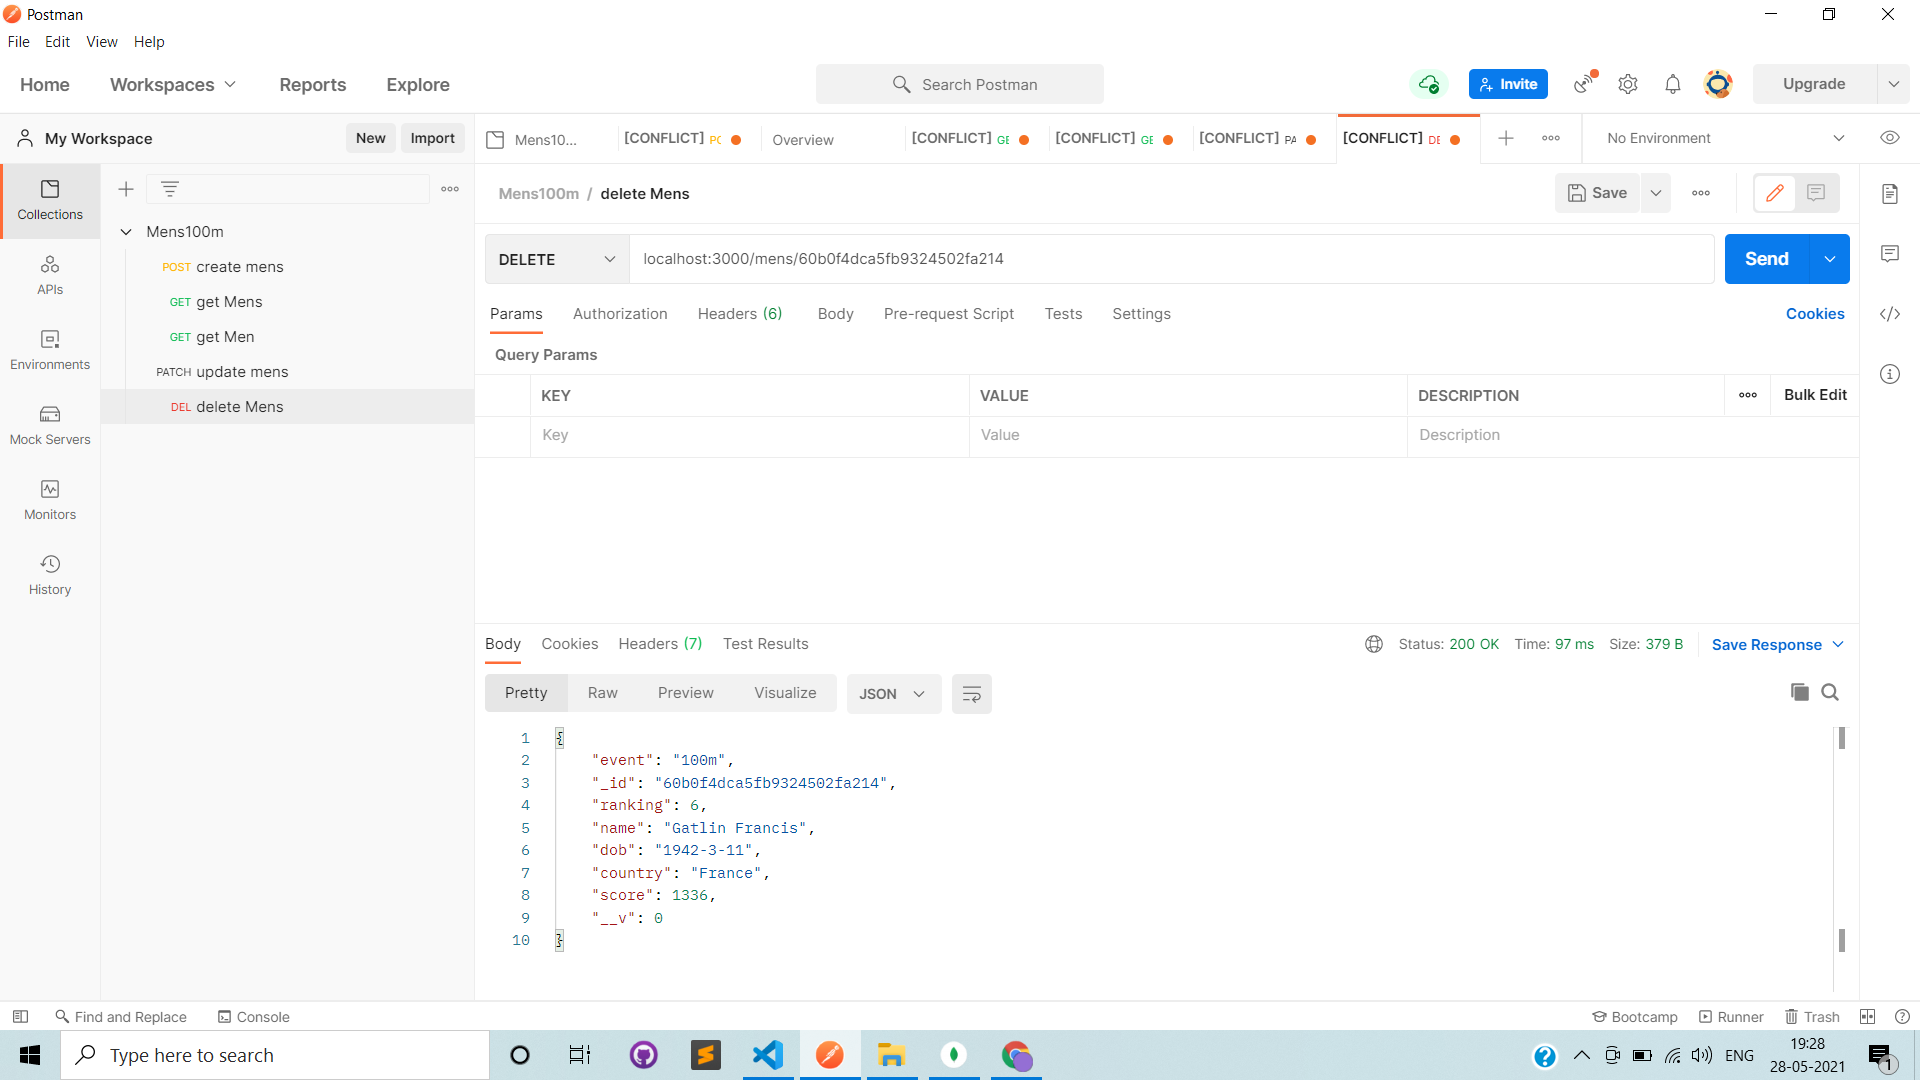 Postman
File Edit View Help
Home Workspaces Reports Explore Search Postman Invite Upgrade
My Workspace New Import Mens10... [CONFLICT] PO Overview [CONFLICT] GE [CONFLICT] GE [CONFLICT] PA [CONFLICT] DE No Environment
Collections
APIs
Environments
Mock Servers
Monitors
History
Mens100m
POST create mens
GET get Mens
GET get Men
PATCH update mens
DEL delete Mens
Mens100m / delete Mens Save
DELETE localhost:3000/mens/60b0f4dca5fb9324502fa214 Send
Params Authorization Headers (6) Body Pre-request Script Tests Settings Cookies
Query Params
KEY VALUE DESCRIPTION Bulk Edit
Key Value Description
Body Cookies Headers (7) Test Results Status: 200 OK Time: 97 ms Size: 379 B Save Response
Pretty Raw Preview Visualize JSON
1 {
2 "event": "100m",
3 "_id": "60b0f4dca5fb9324502fa214",
4 "ranking": 6,
5 "name": "Gatlin Francis",
6 "dob": "1942-3-11",
7 "country": "France",
8 "score": 1336,
9 "__v": 0
10 }
Find and Replace Console Bootcamp Runner Trash
Type here to search ENG 19:28
28-05-2021 1